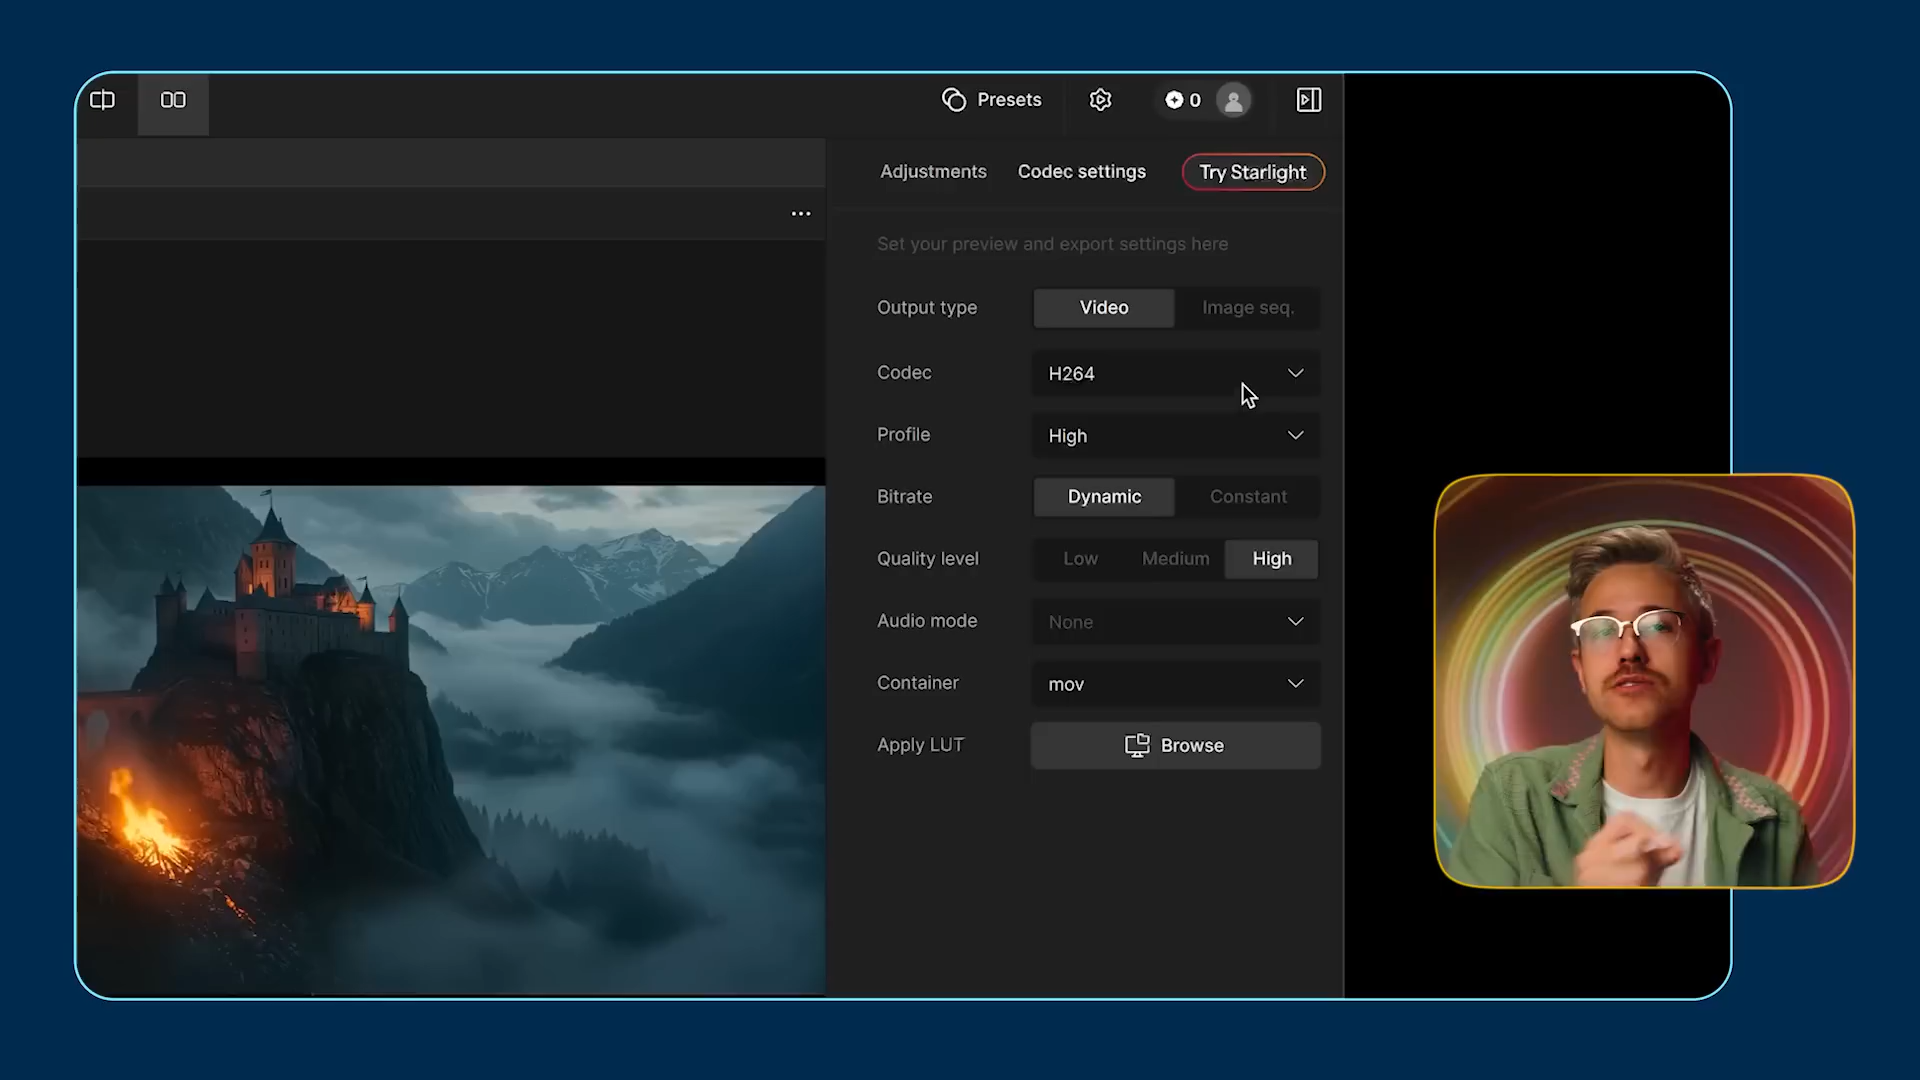 Presets
0
Adjustments
Codec settings
Try Starlight
Set your preview and export settings here
Output type
Video
Image seq.
Codec
H264
Profile
High
Bitrate
Dynamic
Constant
Quality level
Low
Medium
High
Audio mode
None
Container
mov
Apply LUT
Browse